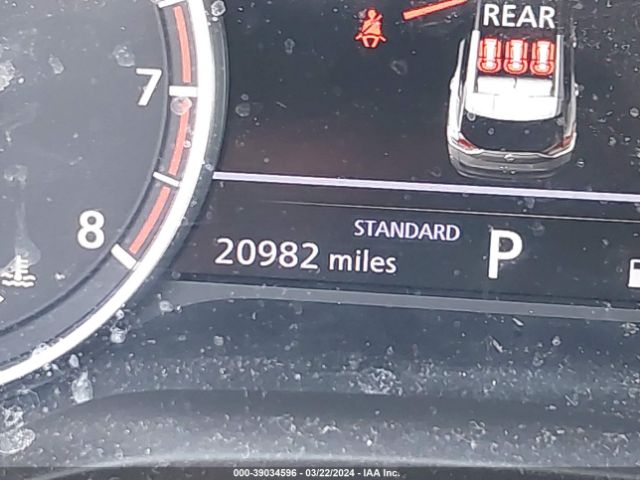 REAR
7
8
STANDARD
20982 miles
P
000-39034596 - 03/22/2024 - IAA Inc.